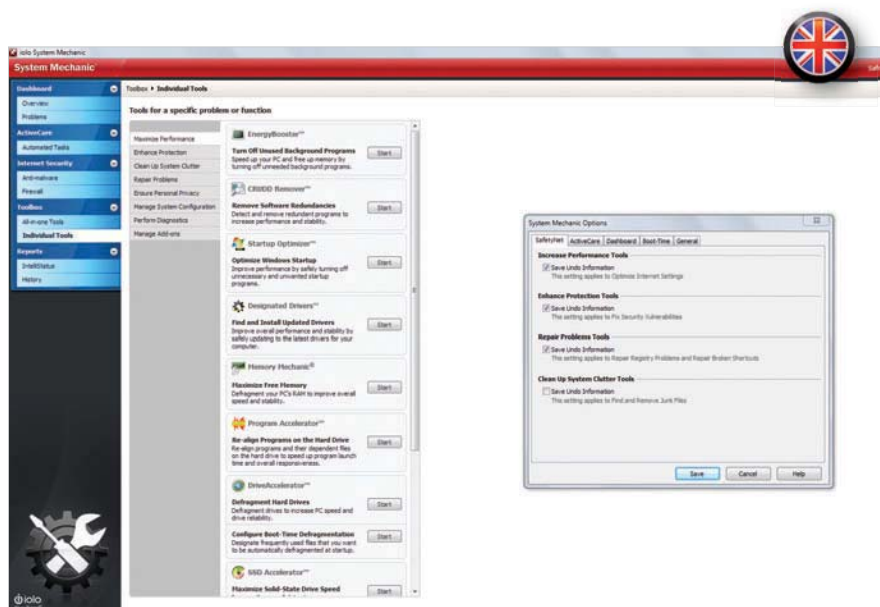 iolo System Mechanic
System Mechanic
Safe
Dashboard
Overview
Problems
ActiveCare
Automated Tasks
Internet Security
Anti-malware
Firewall
Toolbox
All-in-one Tools
Individual Tools
Reports
IntelliStatus
History
iolo
Toolbox Individual Tools
Tools for a specific problem or function
Maximize Performance
Enhance Protection
Clean Up System Clutter
Repair Problems
Ensure Personal Privacy
Manage System Configuration
Perform Diagnostics
Manage Add-ons
EnergyBooster™
Turn Off Unused Background Programs
Speed up your PC and free up memory by
turning off unneeded background programs.
Start
CRUDD Remover™
Remove Software Redundancies
Detect and remove redundant programs to
increase performance and stability.
Start
Startup Optimizer™
Optimize Windows Startup
Improve performance by safely turning off
unnecessary and unwanted startup
programs.
Start
Designated Drivers™
Find and Install Updated Drivers
Improve overall performance and stability by
safely updating to the latest drivers for your
computer.
Start
Memory Mechanic®
Maximize Free Memory
Defragment your PC's RAM to improve overall
speed and stability.
Start
Program Accelerator™
Re-align Programs on the Hard Drive
Re-align programs and their dependent files
on the hard drive to speed up program launch
time and overall responsiveness.
Start
DriveAccelerator™
Defragment Hard Drives
Defragment drives to increase PC speed and
drive reliability.
Start
Configure Boot-Time Defragmentation
Designate frequently used files that you want
to be automatically defragmented at startup.
Start
SSD Accelerator™
Maximize Solid-State Drive Speed
Start
System Mechanic Options
SafetyNet ActiveCare Dashboard Boot-Time General
Increase Performance Tools
Save Undo Information
This setting applies to Optimize Internet Settings
Enhance Protection Tools
Save Undo Information
This setting applies to Fix Security Vulnerabilities
Repair Problems Tools
Save Undo Information
This setting applies to Repair Registry Problems and Repair Broken Shortcuts
Clean Up System Clutter Tools
Save Undo Information
This setting applies to Find and Remove Junk Files
Save Cancel Help